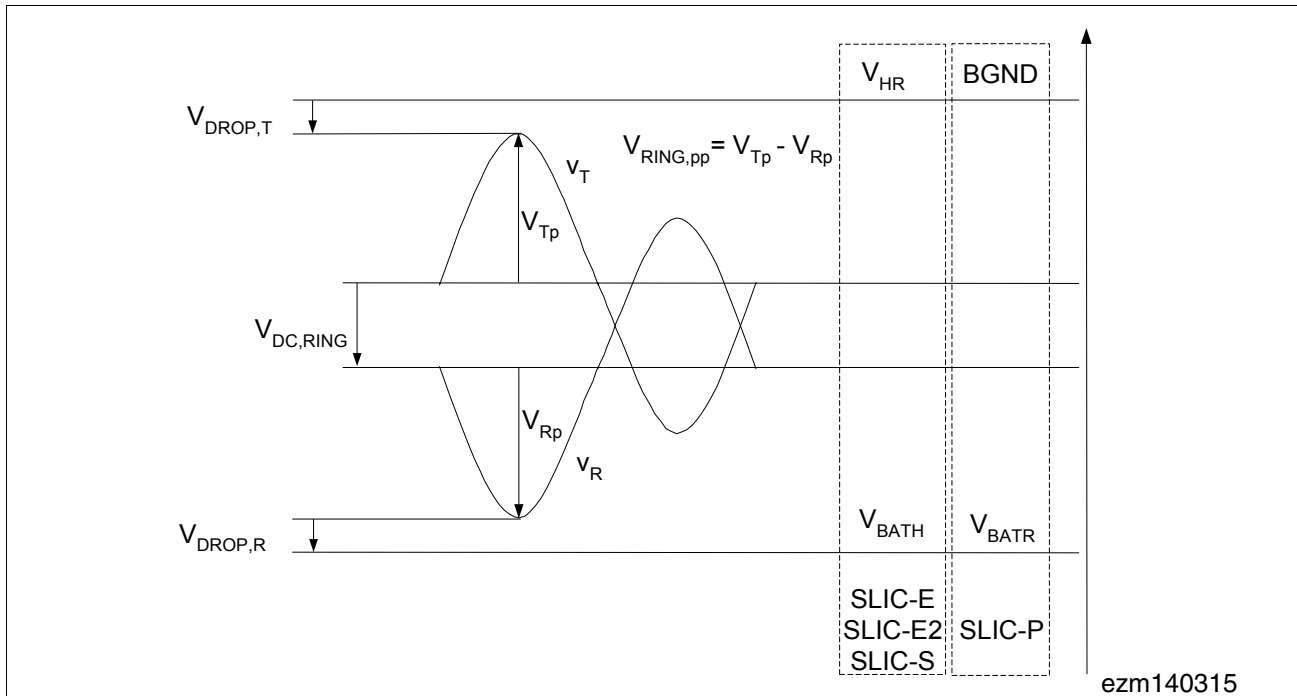 V_HR BGND
V_DROP,T
V_RING,pp = V_Tp - V_Rp
v_T
V_Tp
V_DC,RING
V_Rp
v_R
V_DROP,R
V_BATH V_BATR
SLIC-E
SLIC-E2 SLIC-P
SLIC-S
ezm140315